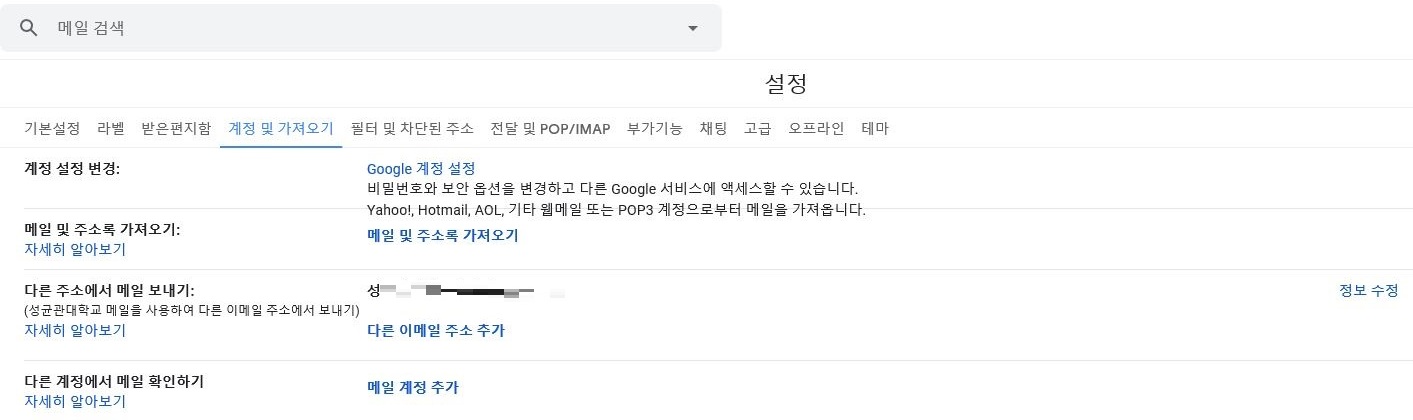 메일 검색
설정
기본설정 라벨 받은편지함 계정 및 가져오기 필터 및 차단된 주소 전달 및 POP/IMAP 부가기능 채팅 고급 오프라인 테마
계정 설정 변경: Google 계정 설정
비밀번호와 보안 옵션을 변경하고 다른 Google 서비스에 액세스할 수 있습니다.
Yahoo!, Hotmail, AOL, 기타 웹메일 또는 POP3 계정으로부터 메일을 가져옵니다.
메일 및 주소록 가져오기: 메일 및 주소록 가져오기
자세히 알아보기
다른 주소에서 메일 보내기: 성 정보 수정
(성균관대학교 메일을 사용하여 다른 이메일 주소에서 보내기)
자세히 알아보기 다른 이메일 주소 추가
다른 계정에서 메일 확인하기 메일 계정 추가
자세히 알아보기